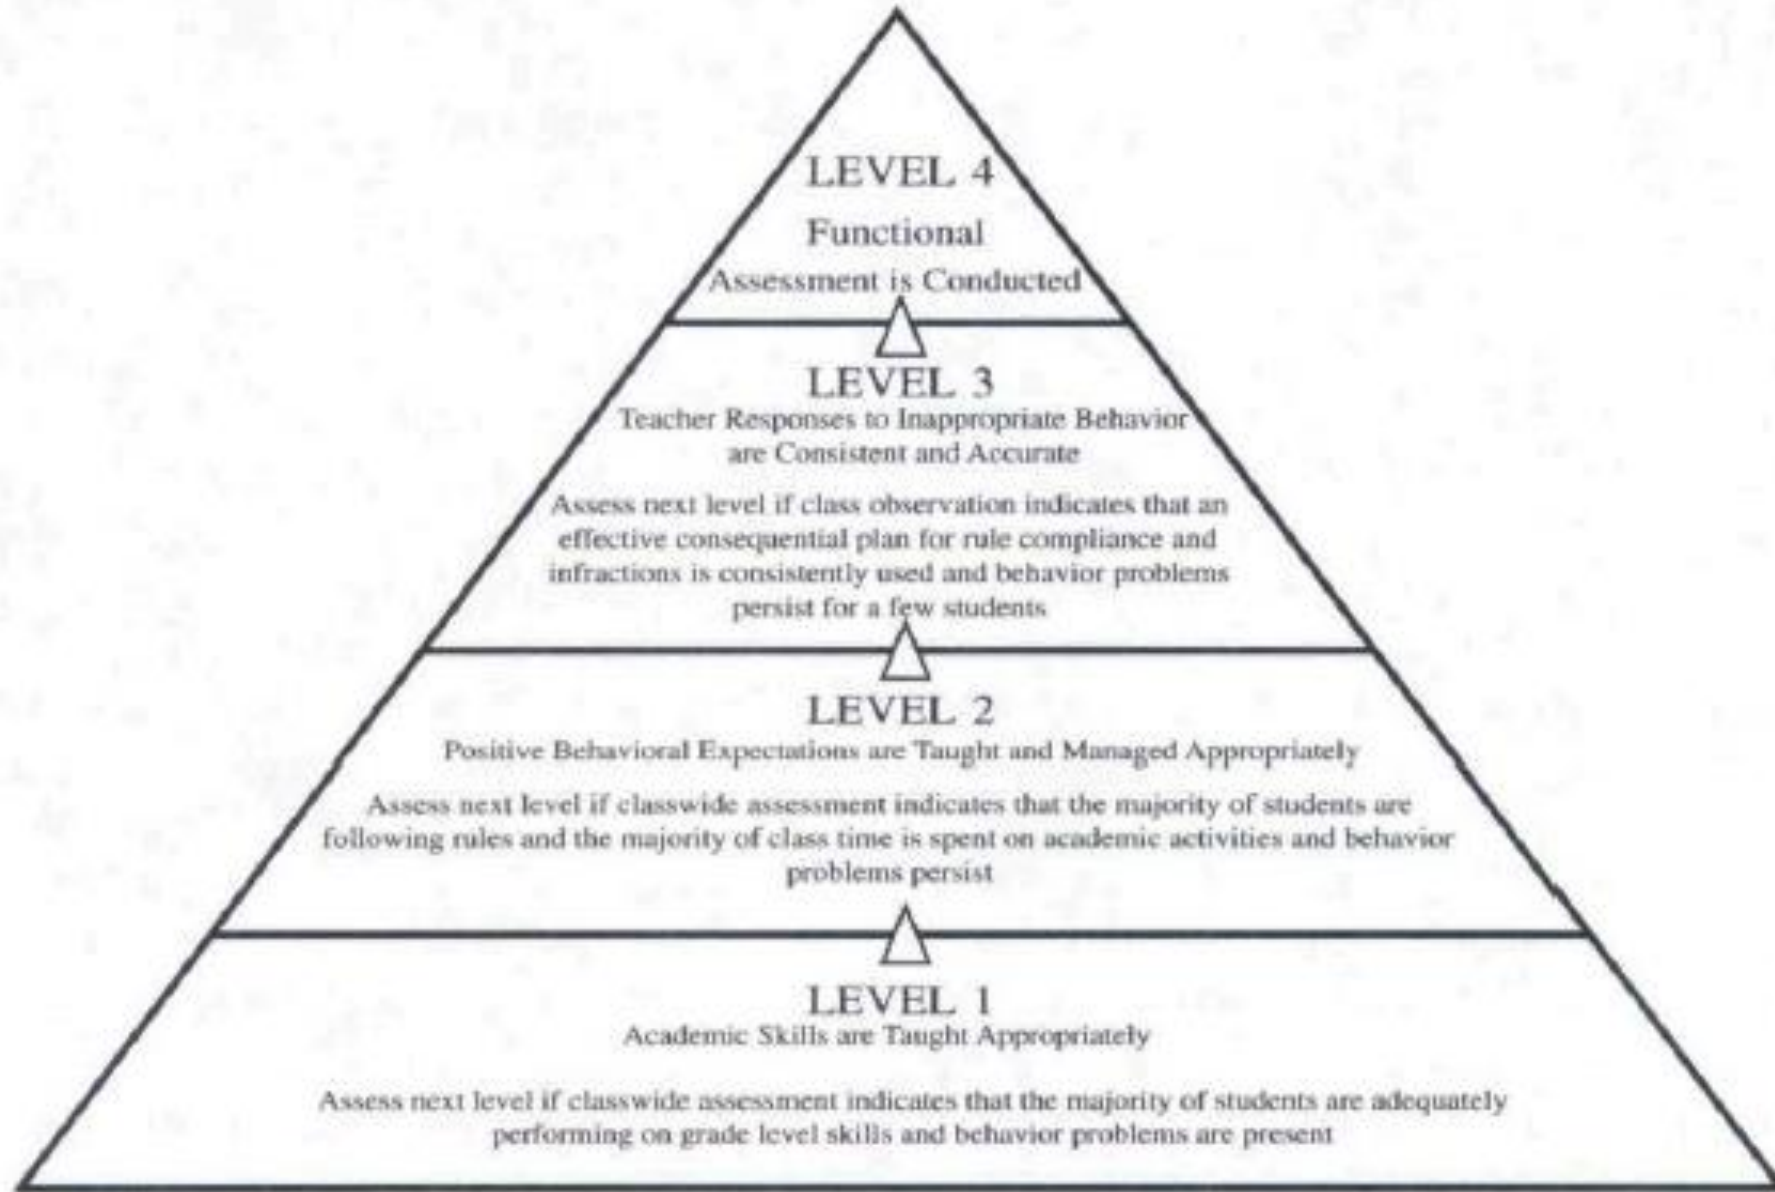 LEVEL 4
Functional
Assessment is Conducted
LEVEL 3
Teacher Responses to Inappropriate Behavior
are Consistent and Accurate
Assess next level if class observation indicates that an
effective consequential plan for rule compliance and
infractions is consistently used and behavior problems
persist for a few students
LEVEL 2
Positive Behavioral Expectations are Taught and Managed Appropriately
Assess next level if classwide assessment indicates that the majority of students are
following rules and the majority of class time is spent on academic activities and behavior
problems persist
LEVEL 1
Academic Skills are Taught Appropriately
Assess next level if classwide assessment indicates that the majority of students are adequately
performing on grade level skills and behavior problems are present